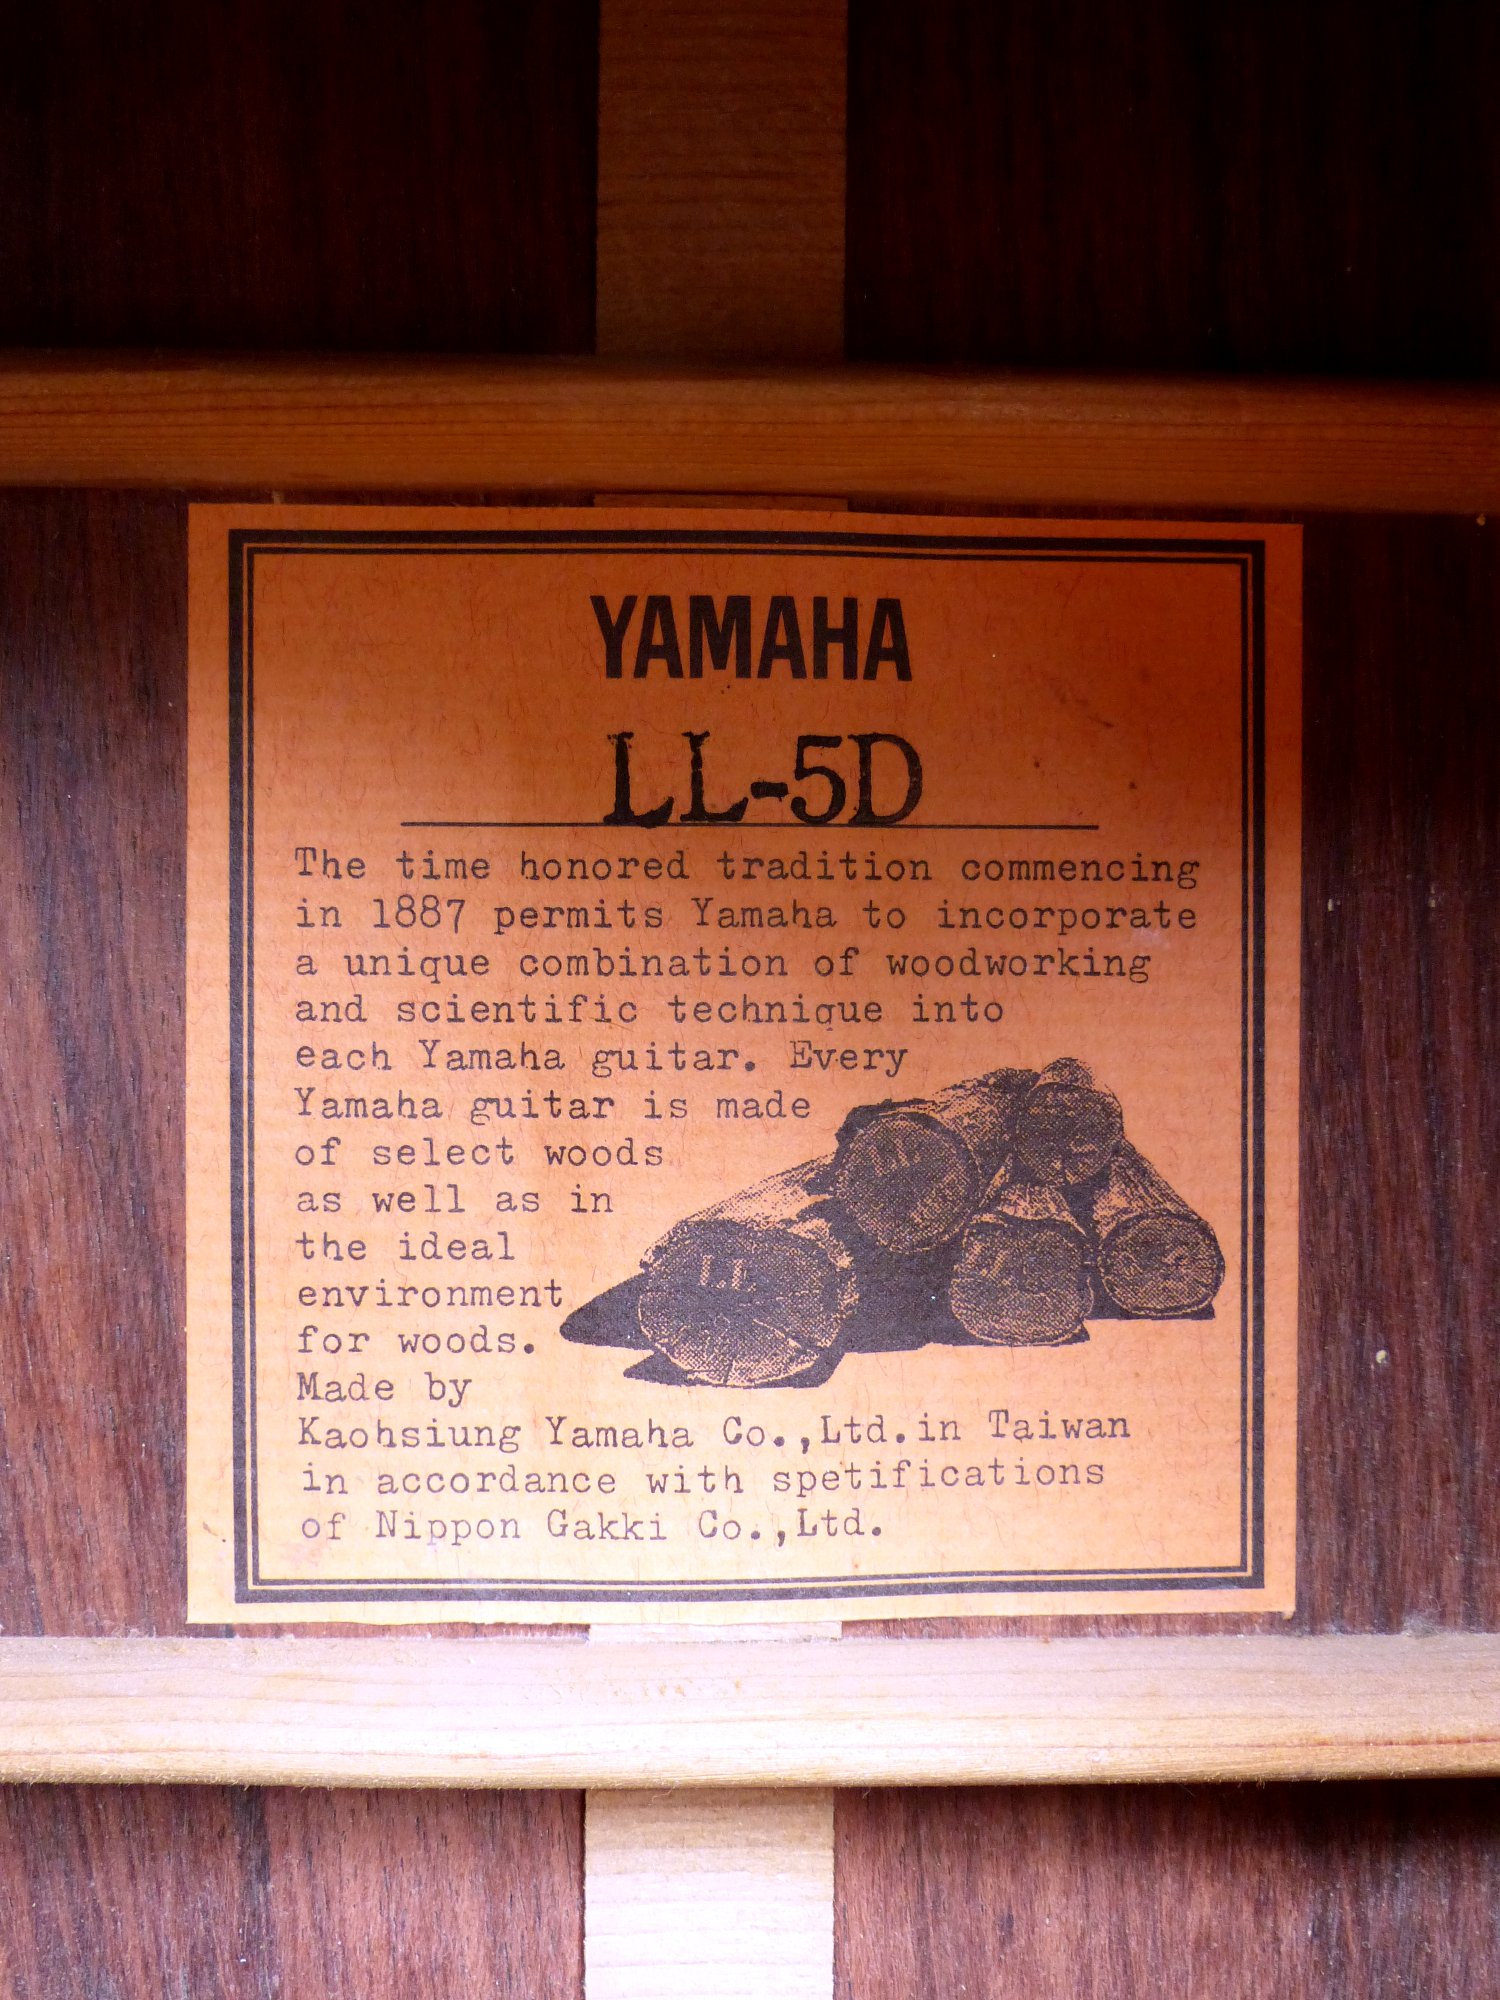 YAMAHA
LL-5D
The time honored tradition commencing
in 1887 permits Yamaha to incorporate
a unique combination of woodworking
and scientific technique into
each Yamaha guitar. Every
Yamaha guitar is made
of select woods
as well as in
the ideal
environment
for woods.
Made by
Kaohsiung Yamaha Co.,Ltd.in Taiwan
in accordance with spetifications
of Nippon Gakki Co.,Ltd.
LL